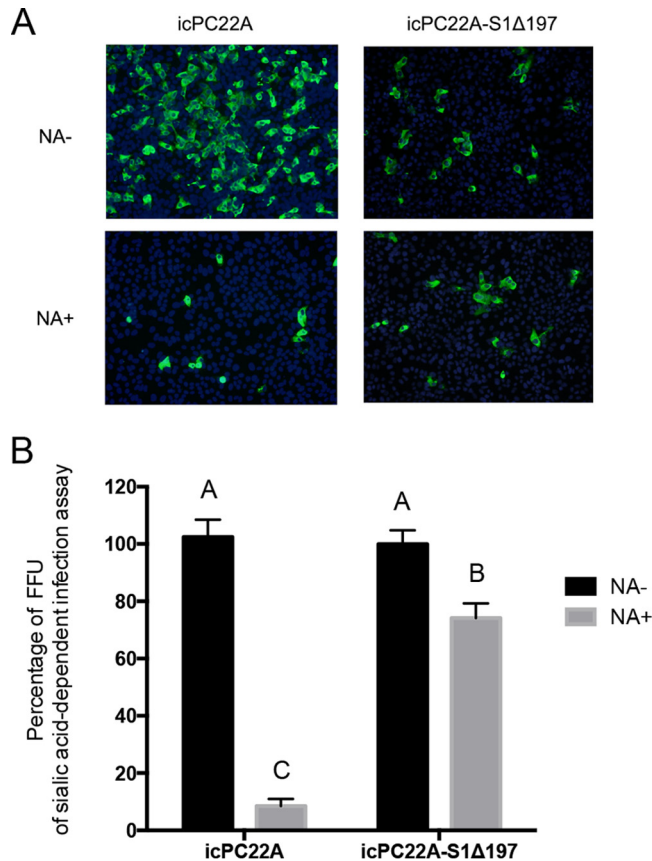 A
icPC22A
icPC22A-S1Δ197
NA-
NA+
B
Percentage of FFU
of sialic acid-dependent infection assay
120
100
80
60
40
20
0
A
C
A
B
icPC22A
icPC22A-S1Δ197
NA-
NA+